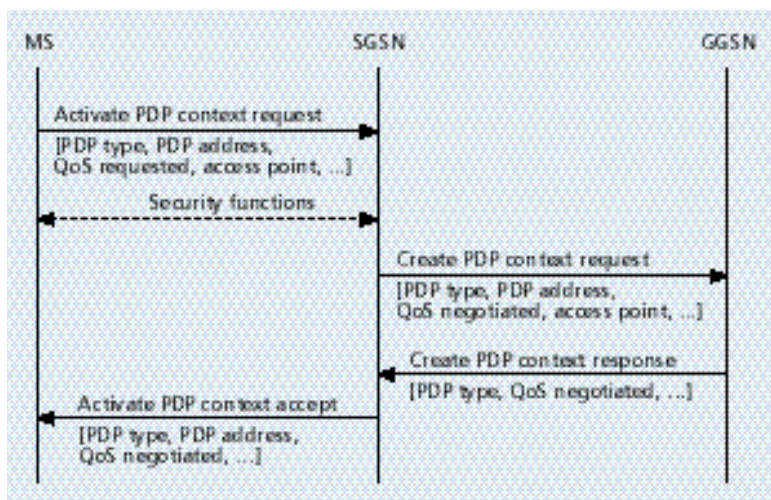 MS SGSN GGSN
Activate PDP context request
[PDP type, PDP address,
QoS requested, access point, ...]
Security functions
Create PDP context request
[PDP type, PDP address,
QoS negotiated, access point, ...]
Create PDP context response
[PDP type, QoS negotiated, ...]
Activate PDP context accept
[PDP type, PDP address,
QoS negotiated, ...]